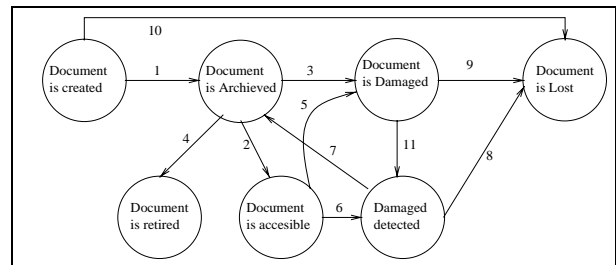 10
Document
is created
1
Document
is Archieved
3
Document
is Damaged
9
Document
is Lost
5
4
2
7
11
8
Document
is retired
Document
is accesible
6
Damaged
detected